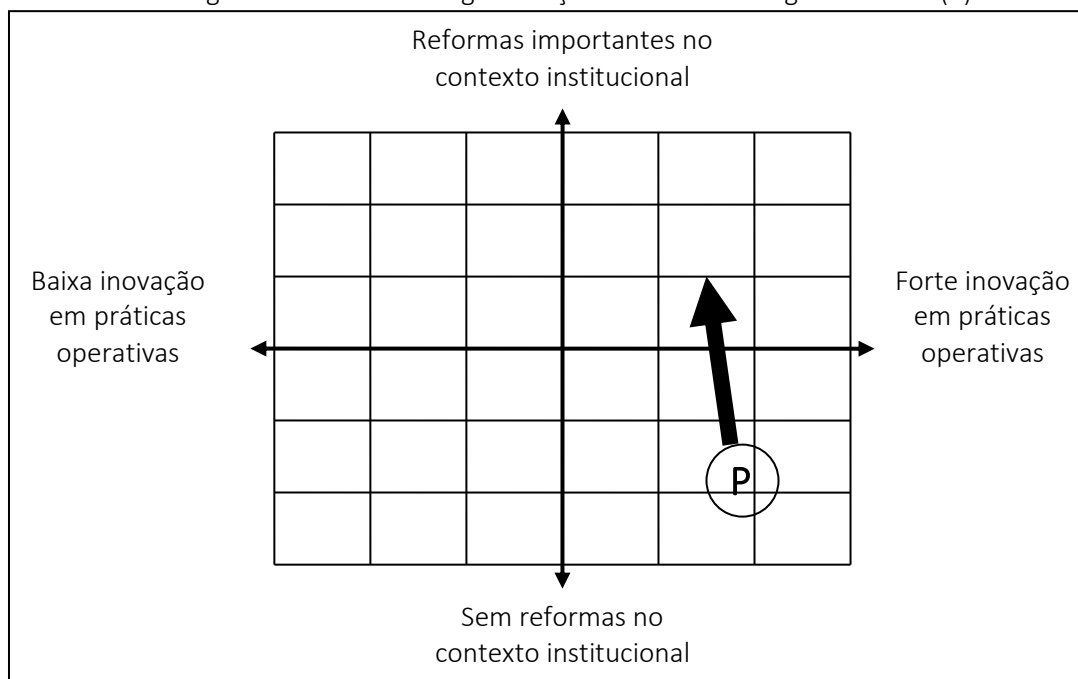 Reformas importantes no
contexto institucional
Baixa inovação
em práticas
operativas
Forte inovação
em práticas
operativas
P
Sem reformas no
contexto institucional